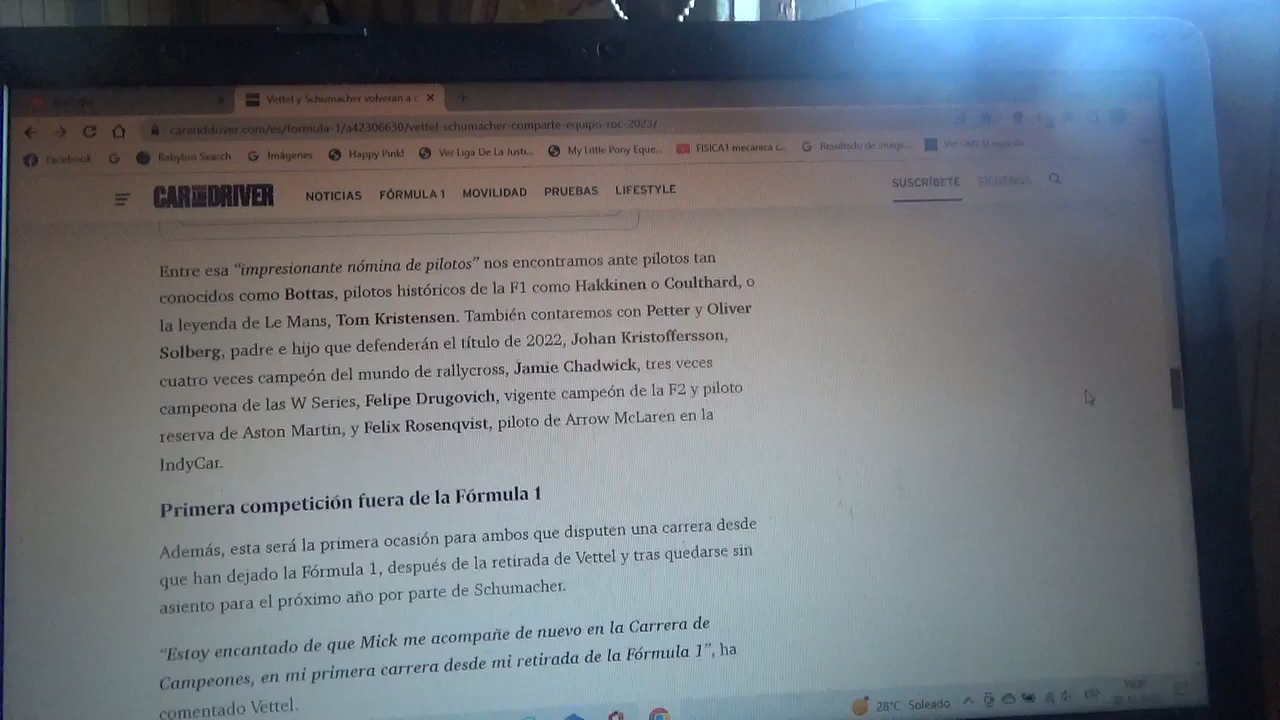 Vettel y Schumacher volverán a c
caranddriver.com/es/formula-1/a42306630/vettel-schumacher-comparte-equipo-roc-2023/
Facebook Babylon Search Imágenes Happy Pinki Ver Liga De La Justi... My Little Pony Eque... FISICA1 mecanica c... Resultado de image...
CAR AND DRIVER NOTICIAS FÓRMULA 1 MOVILIDAD PRUEBAS LIFESTYLE SUSCRÍBETE SÍGUENOS
Entre esa “impresionante nómina de pilotos” nos encontramos ante pilotos tan
conocidos como Bottas, pilotos históricos de la F1 como Hakkinen o Coulthard, o
la leyenda de Le Mans, Tom Kristensen. También contaremos con Petter y Oliver
Solberg, padre e hijo que defenderán el título de 2022, Johan Kristoffersson,
cuatro veces campeón del mundo de rallycross, Jamie Chadwick, tres veces
campeona de las W Series, Felipe Drugovich, vigente campeón de la F2 y piloto
reserva de Aston Martin, y Felix Rosenqvist, piloto de Arrow McLaren en la
IndyCar.
Primera competición fuera de la Fórmula 1
Además, esta será la primera ocasión para ambos que disputen una carrera desde
que han dejado la Fórmula 1, después de la retirada de Vettel y tras quedarse sin
asiento para el próximo año por parte de Schumacher.
“Estoy encantado de que Mick me acompañe de nuevo en la Carrera de
Campeones, en mi primera carrera desde mi retirada de la Fórmula 1”, ha
comentado Vettel.
28°C Soleado